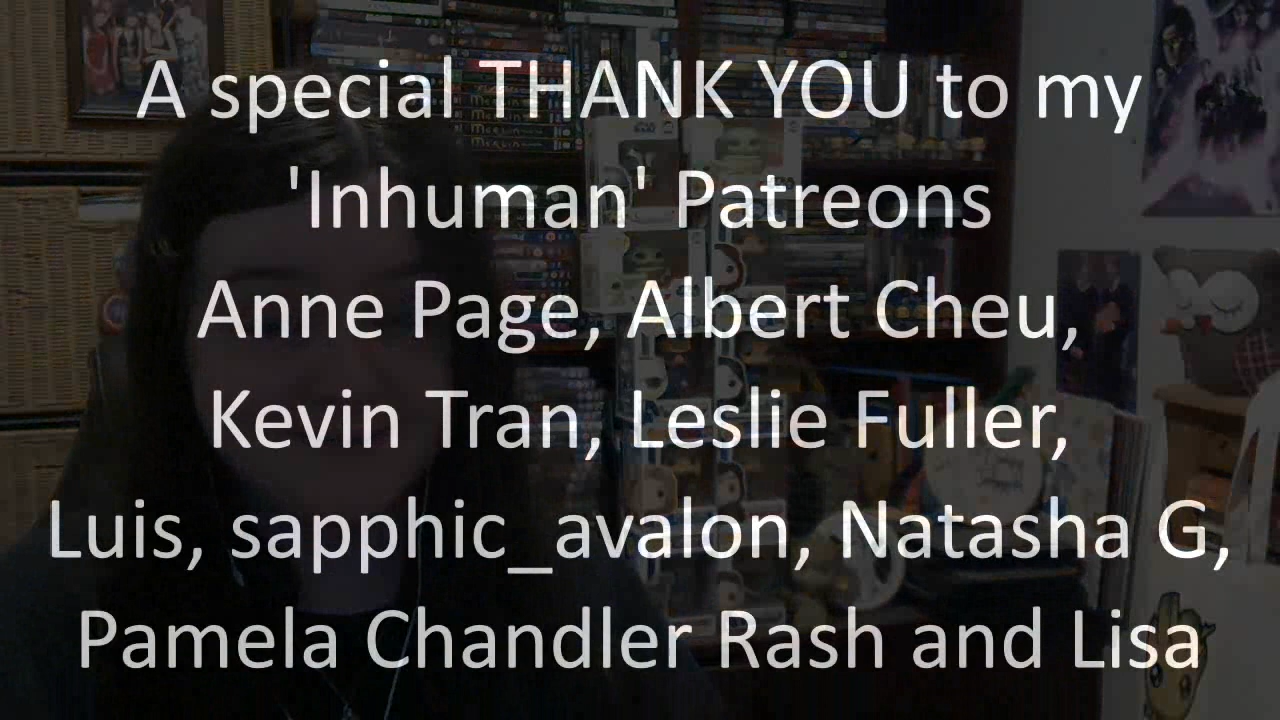 A special THANK YOU to my
'Inhuman' Patreons
Anne Page, Albert Cheu,
Kevin Tran, Leslie Fuller,
Luis, sapphic_avalon, Natasha G,
Pamela Chandler Rash and Lisa
MERLIN